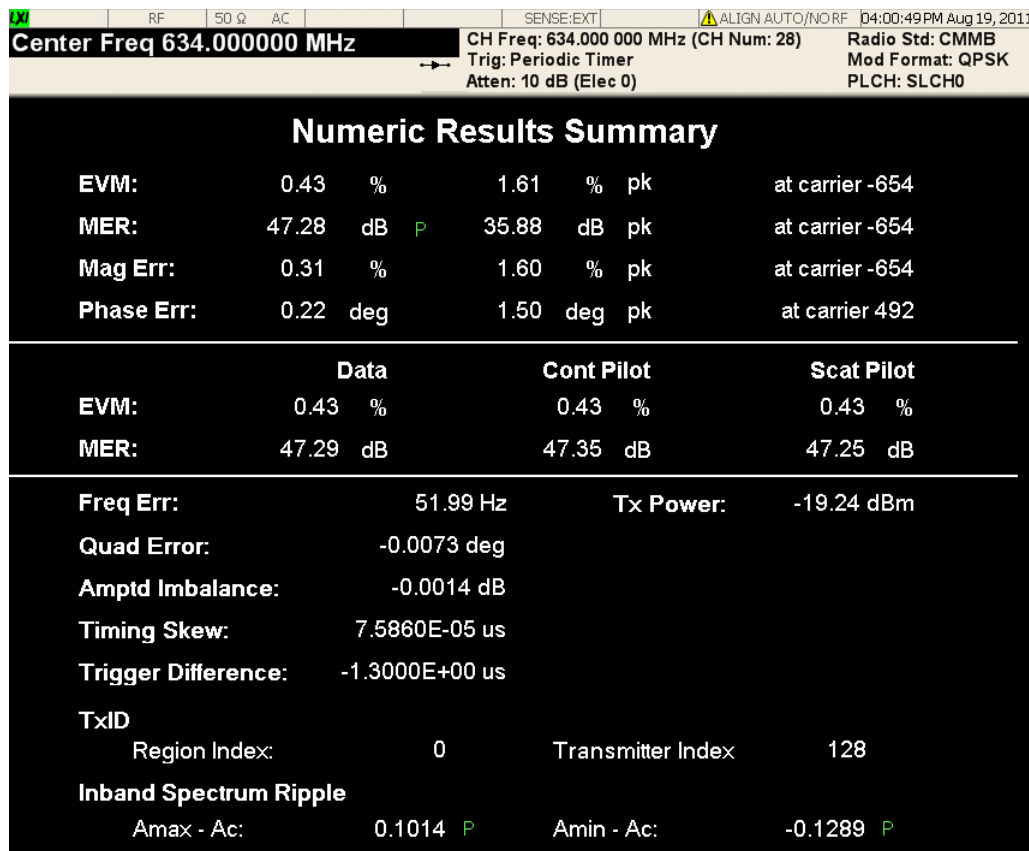 LXI RF 50 Ω AC SENSE:EXT ALIGN AUTO/NO RF 04:00:49 PM Aug 19, 2011
Center Freq 634.000000 MHz CH Freq: 634.000 000 MHz (CH Num: 28) Radio Std: CMMB
Trig: Periodic Timer Mod Format: QPSK
Atten: 10 dB (Elec 0) PLCH: SLCH0
Numeric Results Summary
EVM: 0.43 % 1.61 % pk at carrier -654
MER: 47.28 dB P 35.88 dB pk at carrier -654
Mag Err: 0.31 % 1.60 % pk at carrier -654
Phase Err: 0.22 deg 1.50 deg pk at carrier 492
Data Cont Pilot Scat Pilot
EVM: 0.43 % 0.43 % 0.43 %
MER: 47.29 dB 47.35 dB 47.25 dB
Freq Err: 51.99 Hz Tx Power: -19.24 dBm
Quad Error: -0.0073 deg
Amptd Imbalance: -0.0014 dB
Timing Skew: 7.5860E-05 us
Trigger Difference: -1.3000E+00 us
TxID
Region Index: 0 Transmitter Index 128
Inband Spectrum Ripple
Amax - Ac: 0.1014 P Amin - Ac: -0.1289 P